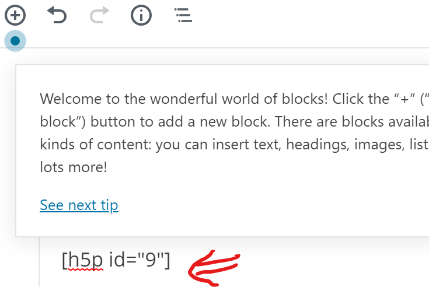 Welcome to the wonderful world of blocks! Click the “+” (“
block”) button to add a new block. There are blocks availa
kinds of content: you can insert text, headings, images, list
lots more!
See next tip
[h5p id="9"]